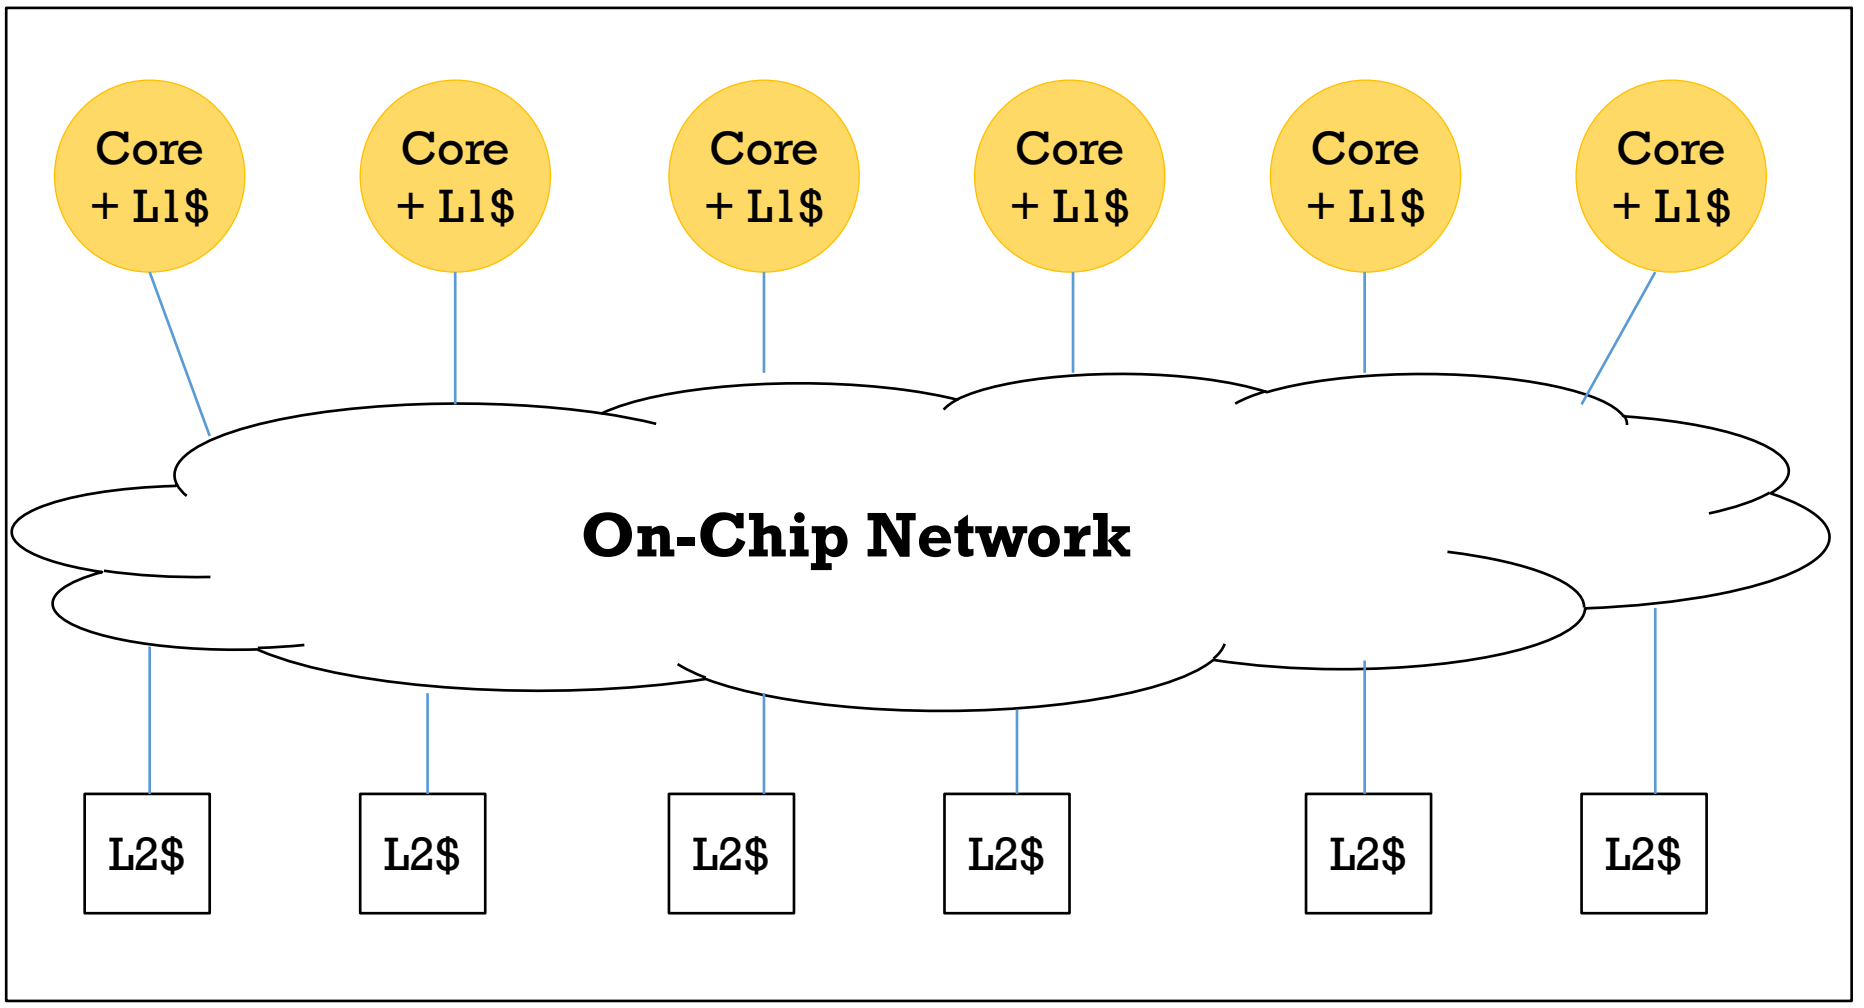 Core
+ L1$
Core
+ L1$
Core
+ L1$
Core
+ L1$
Core
+ L1$
Core
+ L1$
On-Chip Network
L2$
L2$
L2$
L2$
L2$
L2$